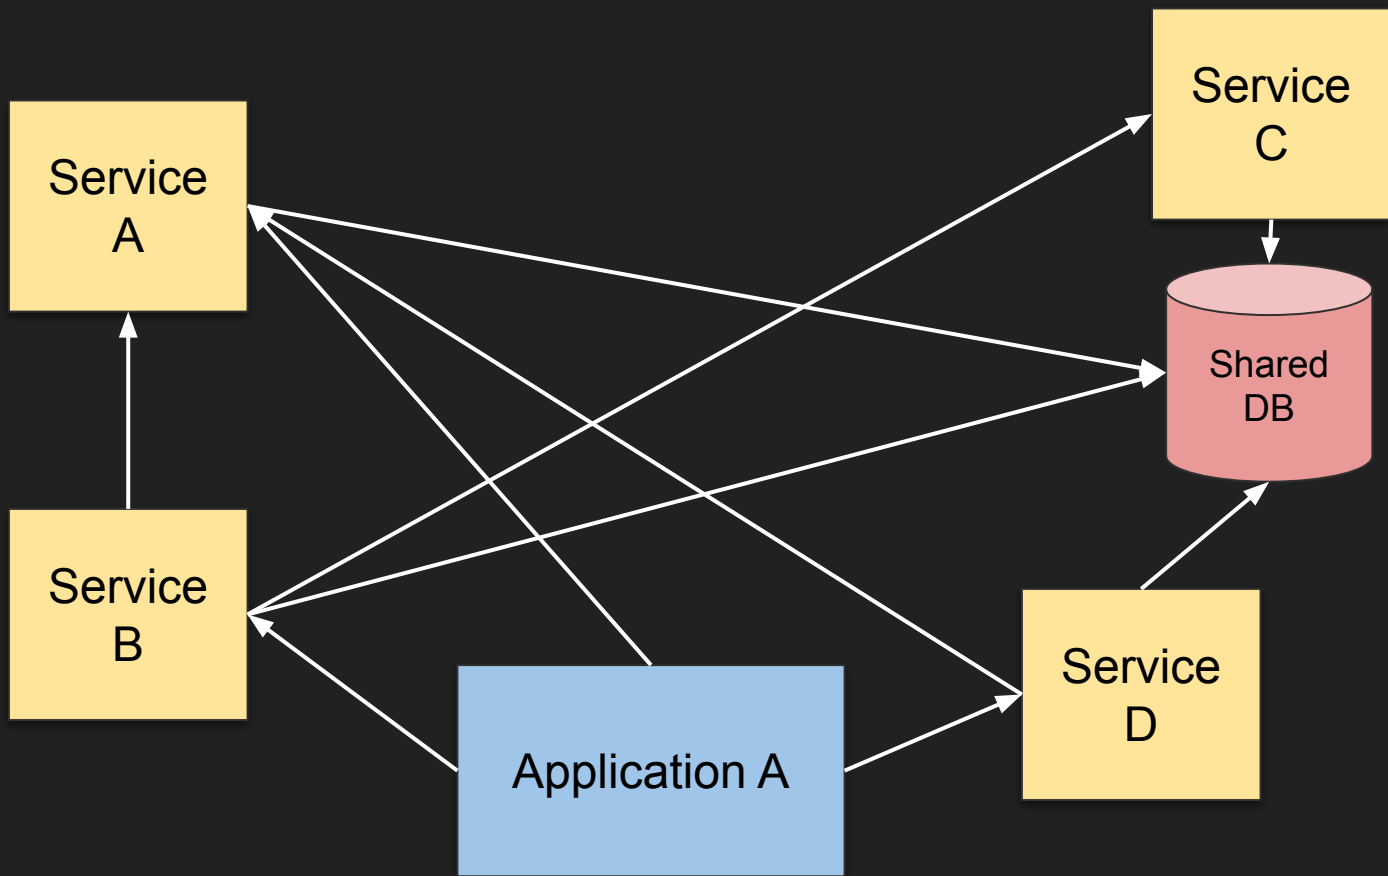 Service
A
Service
C
Shared
DB
Service
B
Service
D
Application A